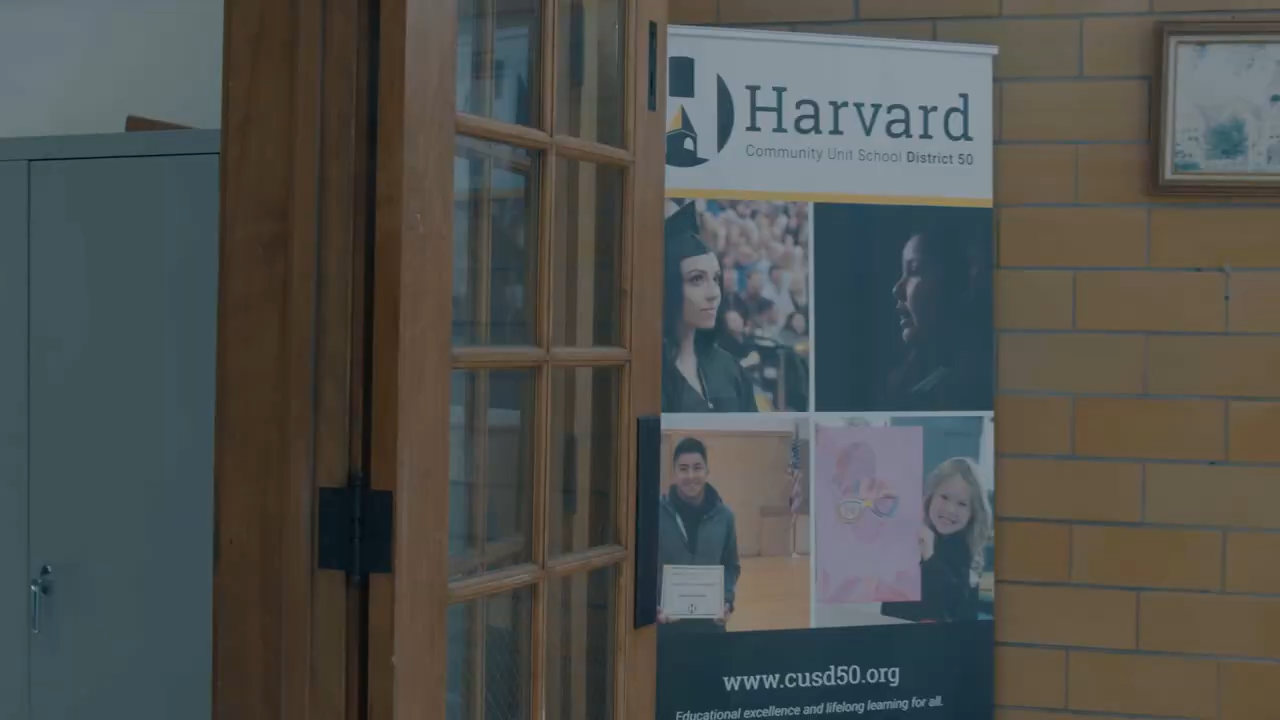 Harvard
Community Unit School District 50
www.cusd50.org
Educational excellence and lifelong learning for all.